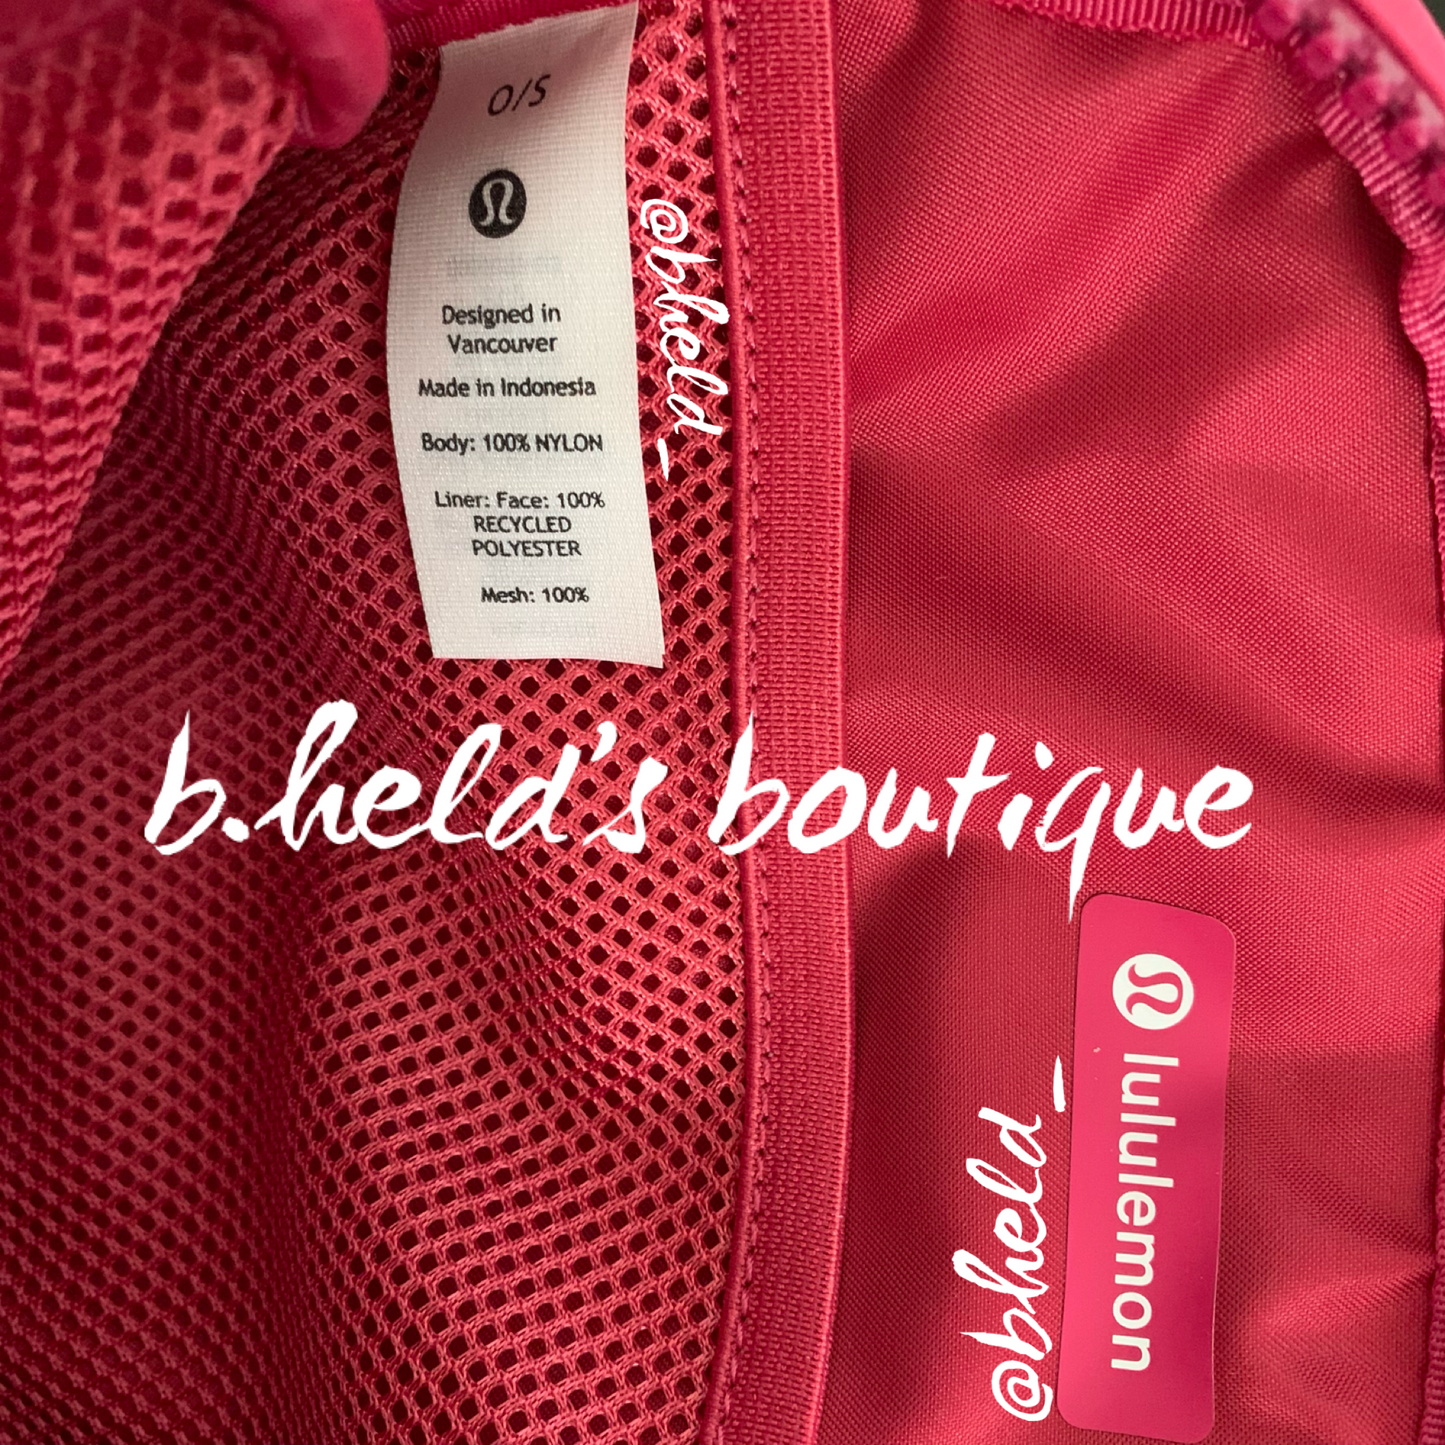 O/S
Designed in
Vancouver
Made in Indonesia
Body: 100% NYLON
Liner: Face: 100%
RECYCLED
POLYESTER
Mesh: 100%
@bheld_
b.held's boutique
lululemon
@bheld_